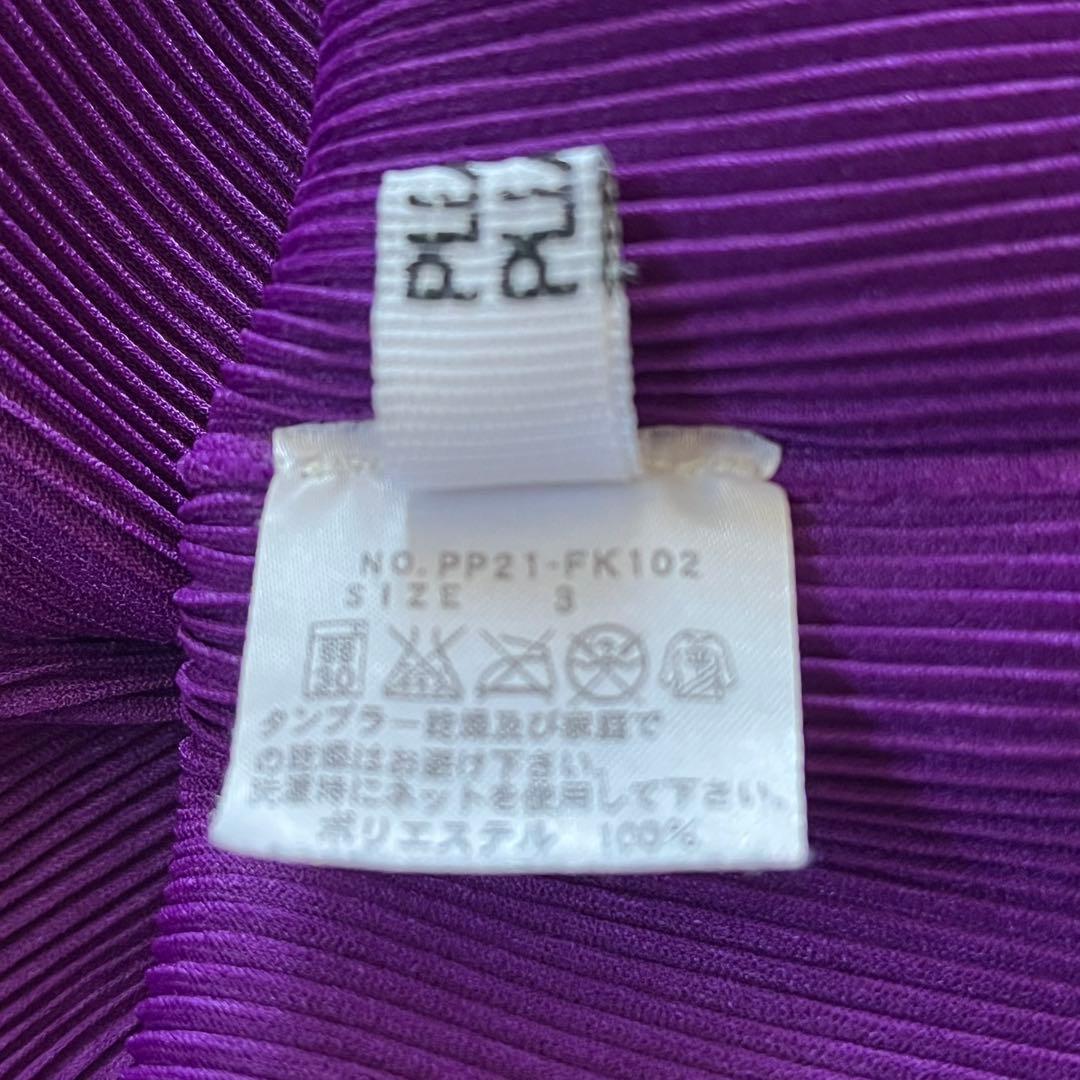 PLEA
PLEA
NO. PP21-FK102
SIZE 3
タンブラー乾燥及び家庭で
の乾燥はお避け下さい。
洗濯時にネットを使用して下さい。
ポリエステル 100%